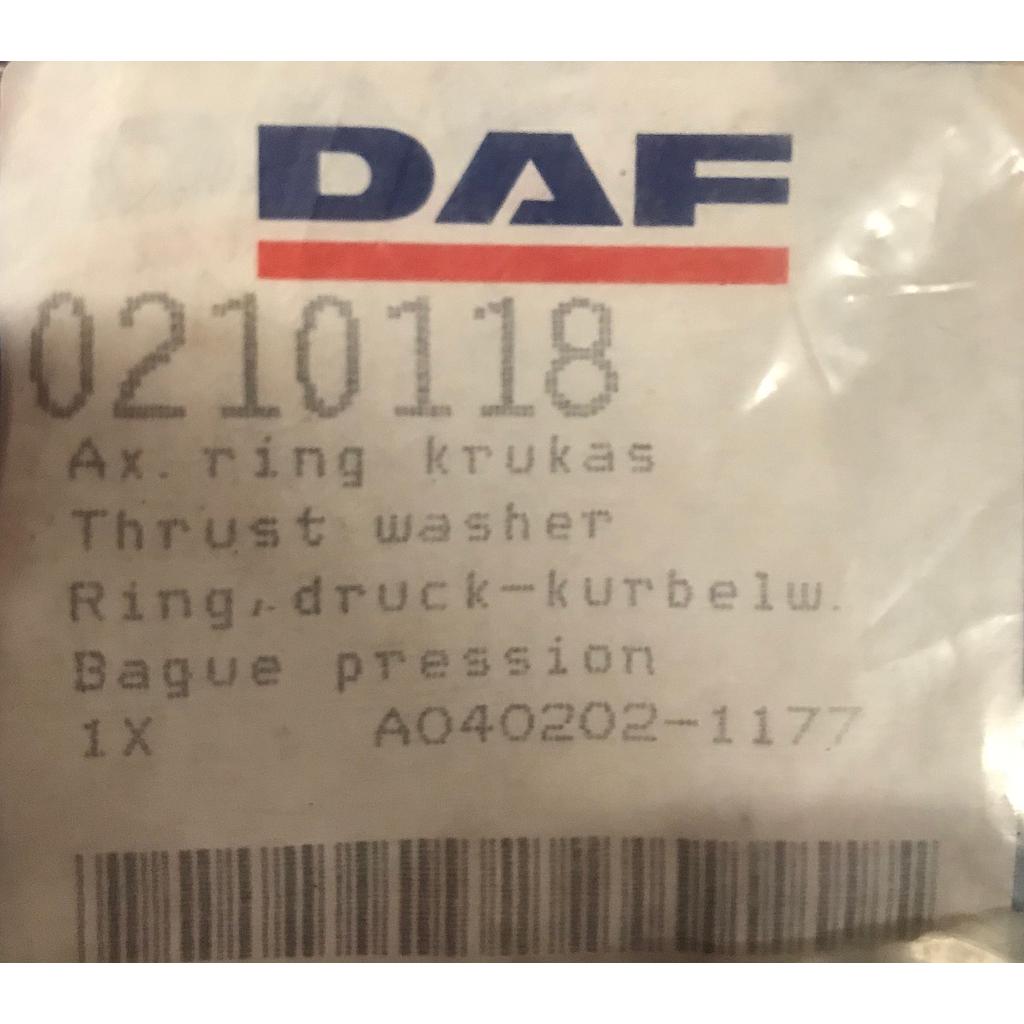 DAF
0210118
Ax. ring krukas
Thrust washer
Ring,druck-kurbelw.
Bague pression
1X A040202-1177